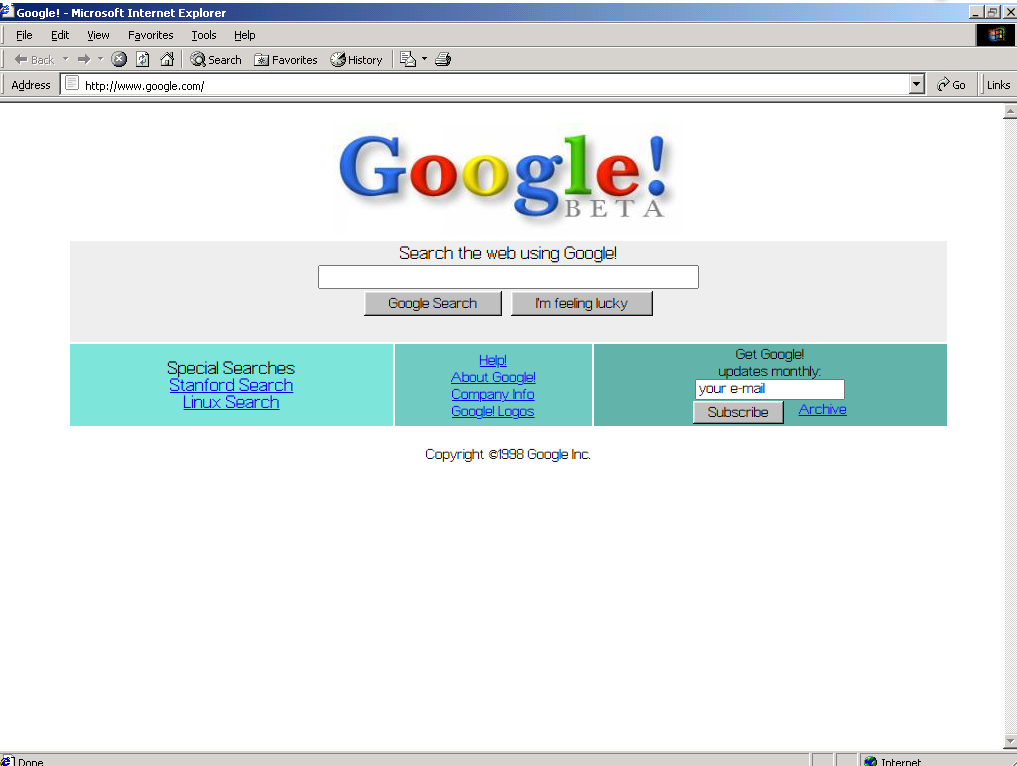 Google! - Microsoft Internet Explorer
File Edit View Favorites Tools Help
Back Search Favorites History
Address http://www.google.com/ Go Links
Google!
BETA
Search the web using Google!
Google Search I'm feeling lucky
Special Searches
Stanford Search
Linux Search
Help!
About Google!
Company Info
Google! Logos
Get Google!
updates monthly:
your e-mail
Subscribe Archive
Copyright ©1998 Google Inc.
Done Internet